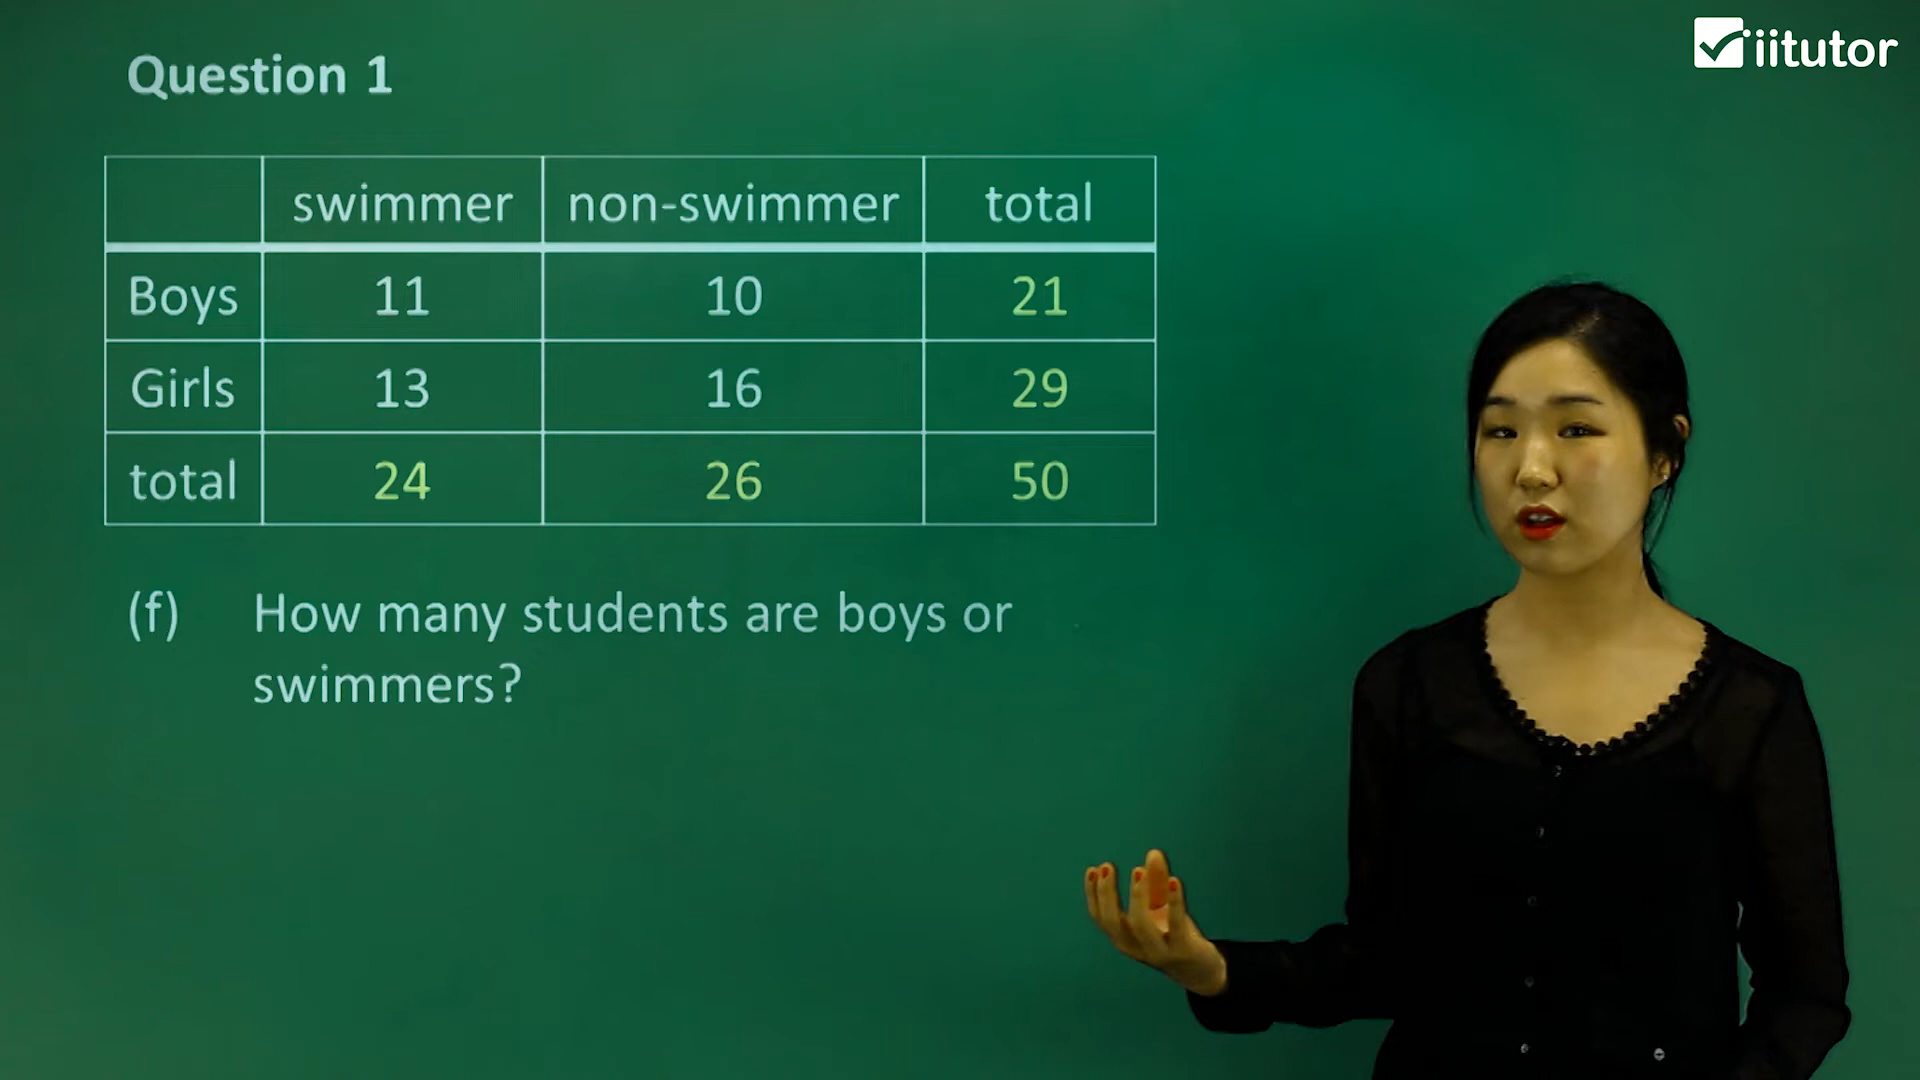 iitutor
Question 1
swimmer non-swimmer total
Boys 11 10 21
Girls 13 16 29
total 24 26 50
(f) How many students are boys or
swimmers?